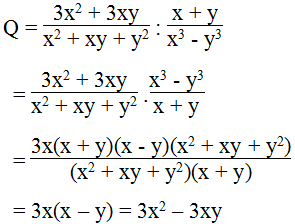 Q = (3x² + 3xy)/(x² + xy + y²) : (x + y)/(x³ - y³)
= (3x² + 3xy)/(x² + xy + y²) . (x³ - y³)/(x + y)
= (3x(x + y)(x - y)(x² + xy + y²))/((x² + xy + y²)(x + y))
= 3x(x – y) = 3x² – 3xy